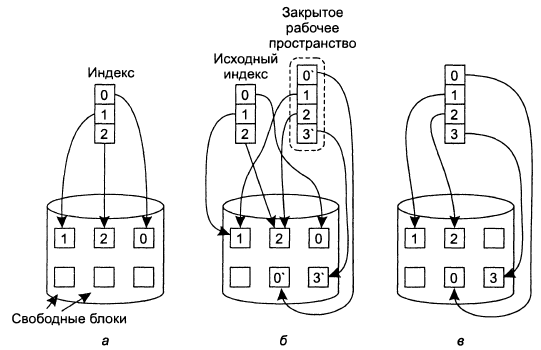 Закрытое
рабочее
пространство
Исходный
индекс
Индекс
0
1
2
0
1
2
0`
1
2
3`
0
1
2
3
1 2 0
1 2 0
0` 3`
1 2
0 3
Свободные блоки
а б в